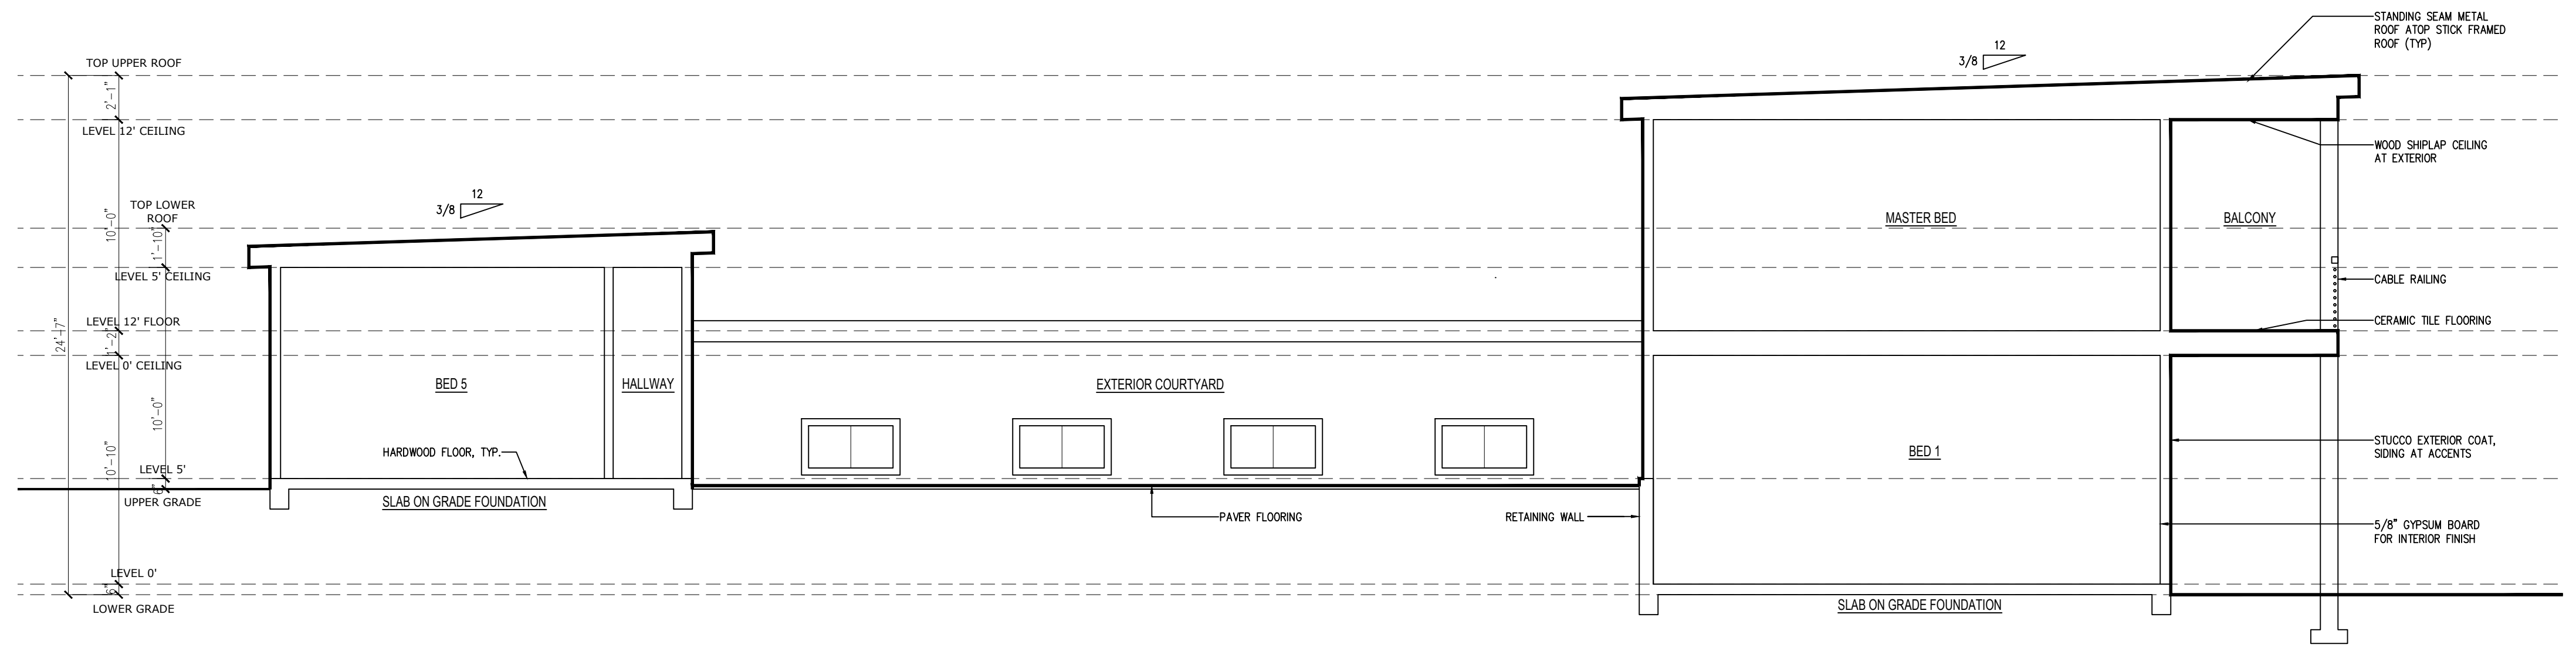 STANDING SEAM METAL
ROOF ATOP STICK FRAMED
ROOF (TYP)
12
3/8
TOP UPPER ROOF
2'-1"
LEVEL 12' CEILING
WOOD SHIPLAP CEILING
AT EXTERIOR
12
3/8
TOP LOWER
ROOF
10'-0"
1'-10"
MASTER BED
BALCONY
LEVEL 5' CEILING
CABLE RAILING
LEVEL 12' FLOOR
24'-7"
1'-2"
CERAMIC TILE FLOORING
LEVEL 0' CEILING
BED 5
HALLWAY
EXTERIOR COURTYARD
10'-0"
STUCCO EXTERIOR COAT,
SIDING AT ACCENTS
HARDWOOD FLOOR, TYP.
BED 1
10'-10"
LEVEL 5'
6"
UPPER GRADE
SLAB ON GRADE FOUNDATION
PAVER FLOORING
RETAINING WALL
5/8" GYPSUM BOARD
FOR INTERIOR FINISH
LEVEL 0'
6"
LOWER GRADE
SLAB ON GRADE FOUNDATION